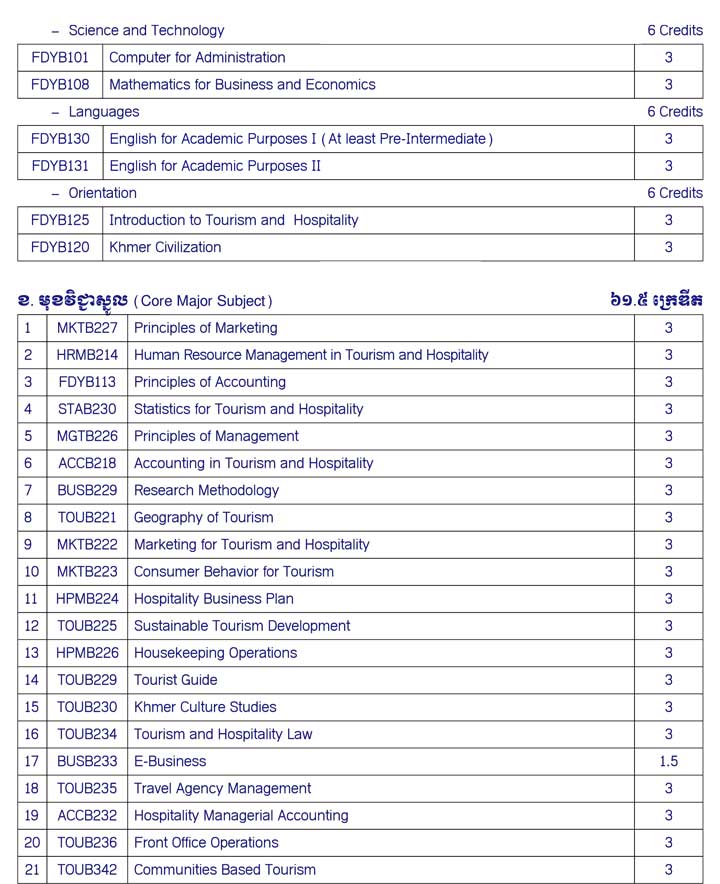 – Science and Technology 6 Credits
FDYB101 Computer for Administration 3
FDYB108 Mathematics for Business and Economics 3
– Languages 6 Credits
FDYB130 English for Academic Purposes I ( At least Pre-Intermediate ) 3
FDYB131 English for Academic Purposes II 3
– Orientation 6 Credits
FDYB125 Introduction to Tourism and Hospitality 3
FDYB120 Khmer Civilization 3
ខ. មុខវិជ្ជាស្នូល ( Core Major Subject ) ៦១.៥ ក្រេឌីត
1 MKTB227 Principles of Marketing 3
2 HRMB214 Human Resource Management in Tourism and Hospitality 3
3 FDYB113 Principles of Accounting 3
4 STAB230 Statistics for Tourism and Hospitality 3
5 MGTB226 Principles of Management 3
6 ACCB218 Accounting in Tourism and Hospitality 3
7 BUSB229 Research Methodology 3
8 TOUB221 Geography of Tourism 3
9 MKTB222 Marketing for Tourism and Hospitality 3
10 MKTB223 Consumer Behavior for Tourism 3
11 HPMB224 Hospitality Business Plan 3
12 TOUB225 Sustainable Tourism Development 3
13 HPMB226 Housekeeping Operations 3
14 TOUB229 Tourist Guide 3
15 TOUB230 Khmer Culture Studies 3
16 TOUB234 Tourism and Hospitality Law 3
17 BUSB233 E-Business 1.5
18 TOUB235 Travel Agency Management 3
19 ACCB232 Hospitality Managerial Accounting 3
20 TOUB236 Front Office Operations 3
21 TOUB342 Communities Based Tourism 3